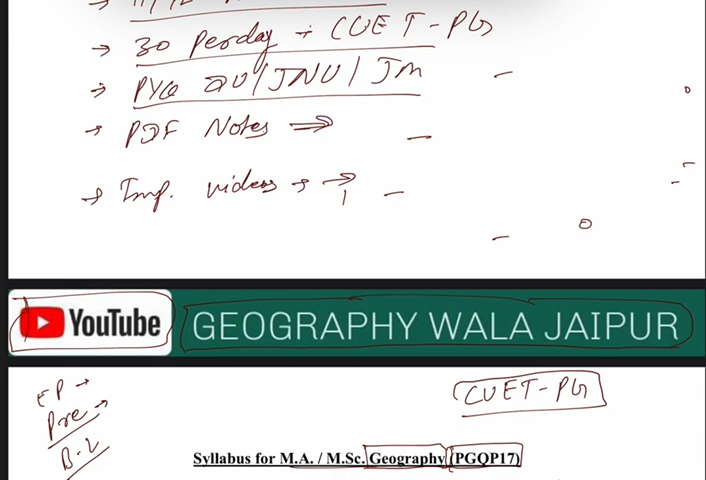 → 30 Perday ÷ CUET-PG
→ PYQ DU/JNU/JM
→ PDF Notes ⇒
→ Imp. videos → →
YouTube GEOGRAPHY WALA JAIPUR
EP →
Pre →
B.L
CUET-PG
Syllabus for M.A. / M.Sc. Geography (PGQP17)